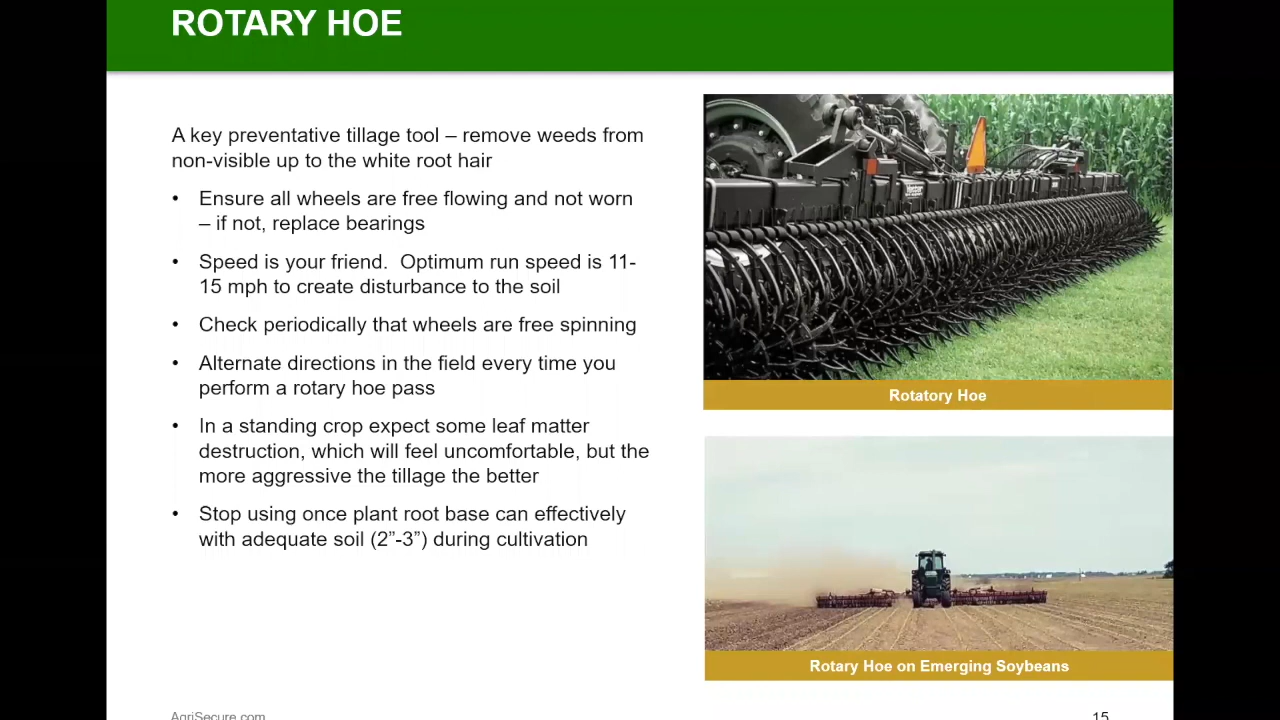 ROTARY HOE
A key preventative tillage tool – remove weeds from
non-visible up to the white root hair
• Ensure all wheels are free flowing and not worn
– if not, replace bearings
• Speed is your friend.  Optimum run speed is 11-
15 mph to create disturbance to the soil
• Check periodically that wheels are free spinning
• Alternate directions in the field every time you
perform a rotary hoe pass
• In a standing crop expect some leaf matter
destruction, which will feel uncomfortable, but the
more aggressive the tillage the better
• Stop using once plant root base can effectively
with adequate soil (2”-3”) during cultivation
Rotatory Hoe
Rotary Hoe on Emerging Soybeans
AgriSecure.com
15